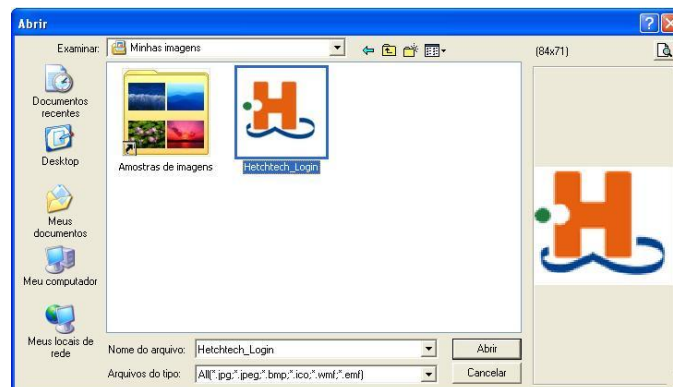 Abrir
Examinar:
Minhas imagens
(84x71)
Documentos
recentes
Desktop
Meus
documentos
Meu computador
Meus locais de
rede
Amostras de imagens
Hetchtech_Login
H
Nome do arquivo:
Hetchtech_Login
Abrir
Arquivos do tipo:
All(*.jpg;*.jpeg;*.bmp;*.ico;*.wmf;*.emf)
Cancelar
H